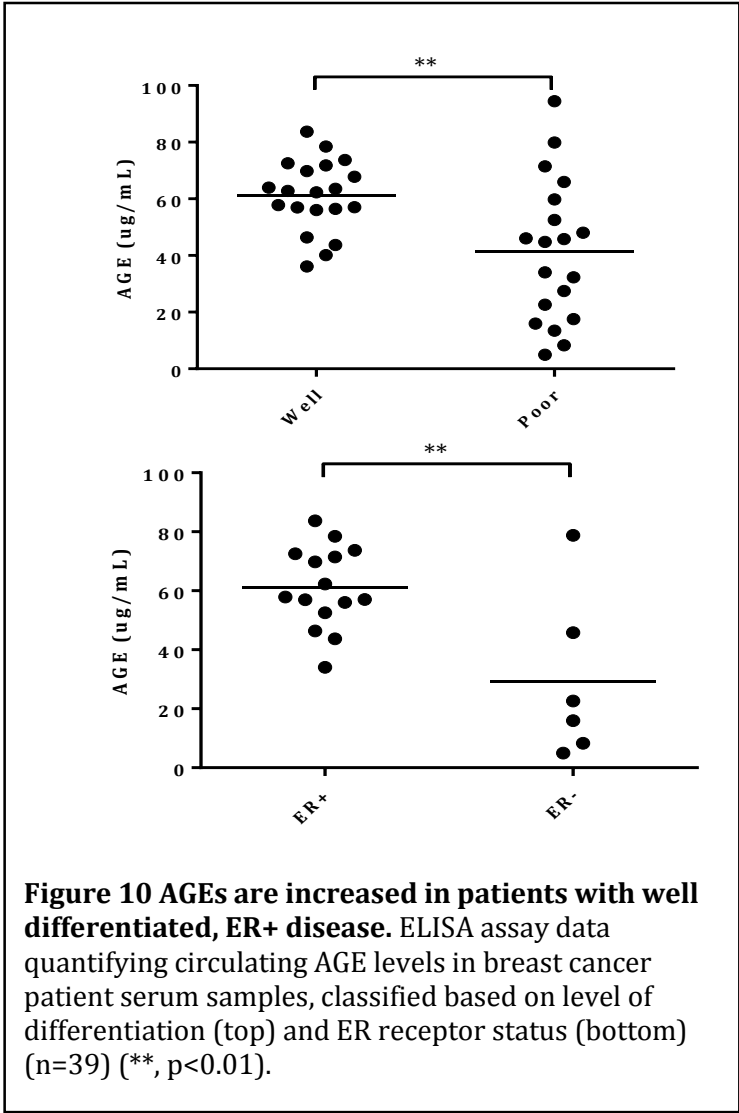 **
100
80
60
40
20
0
AGE (ug/mL)
Well
Poor
**
100
80
60
40
20
0
AGE (ug/mL)
ER+
ER-
Figure 10 AGEs are increased in patients with well
differentiated, ER+ disease. ELISA assay data
quantifying circulating AGE levels in breast cancer
patient serum samples, classified based on level of
differentiation (top) and ER receptor status (bottom)
(n=39) (**, p<0.01).